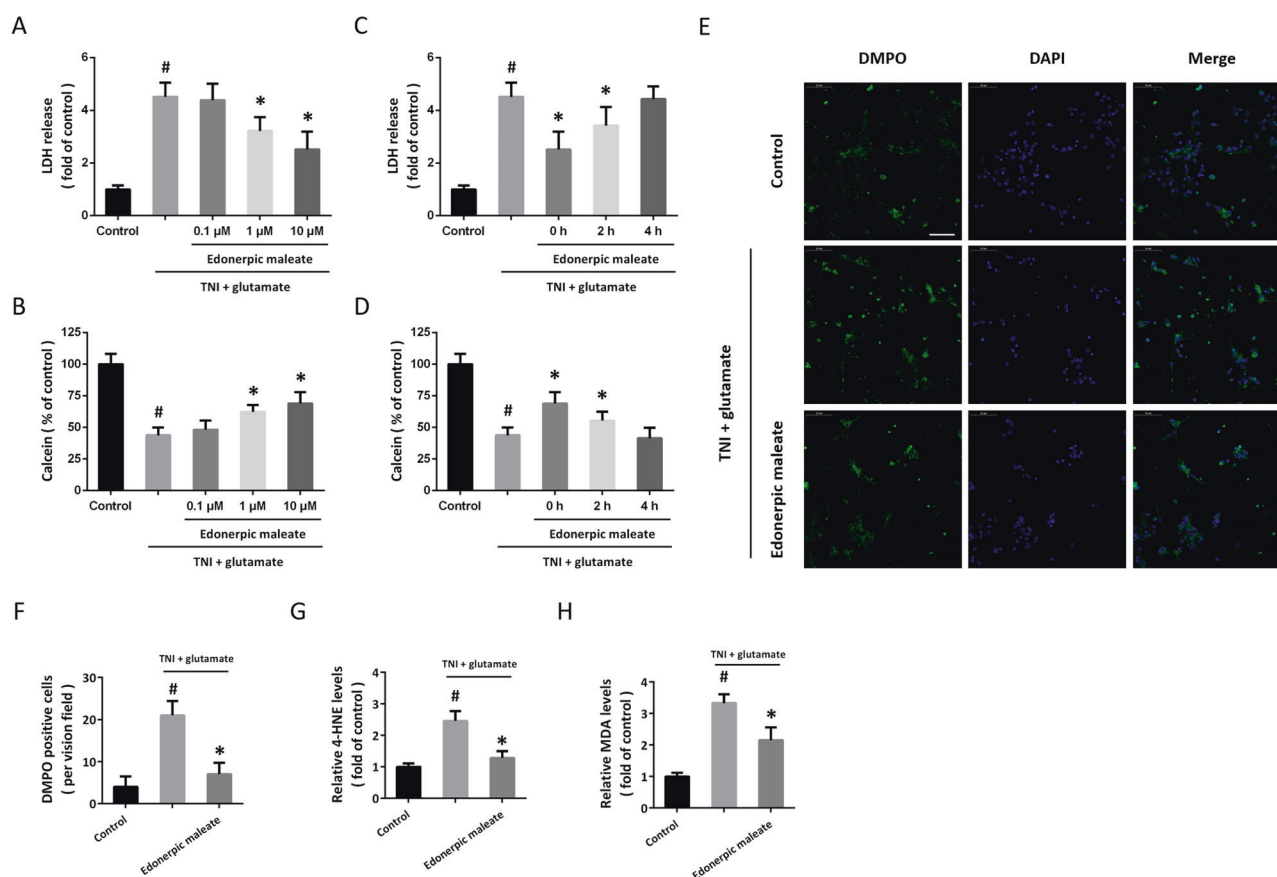 A
LDH release
( fold of control)
6
4
2
0
#
*
*
Control
0.1 µM
1 µM
10 µM
Edonerpic maleate
TNI + glutamate
B
Calcein ( % of control)
125
100
75
50
25
0
#
*
*
Control
0.1 µM
1 µM
10 µM
Edonerpic maleate
TNI + glutamate
C
LDH release
( fold of control)
6
4
2
0
#
*
*
Control
0 h
2 h
4 h
Edonerpic maleate
TNI + glutamate
D
Calcein ( % of control)
125
100
75
50
25
0
#
*
*
Control
0 h
2 h
4 h
Edonerpic maleate
TNI + glutamate
E
DMPO
DAPI
Merge
Control
TNI + glutamate
Edonerpic maleate
F
DMPO positive cells
( per vision field)
30
20
10
0
TNI + glutamate
#
*
Control
Edonerpic maleate
G
Relative 4-HNE levels
( fold of control)
4
3
2
1
0
TNI + glutamate
#
*
Control
Edonerpic maleate
H
Relative MDA levels
( fold of control)
4
3
2
1
0
TNI + glutamate
#
*
Control
Edonerpic maleate